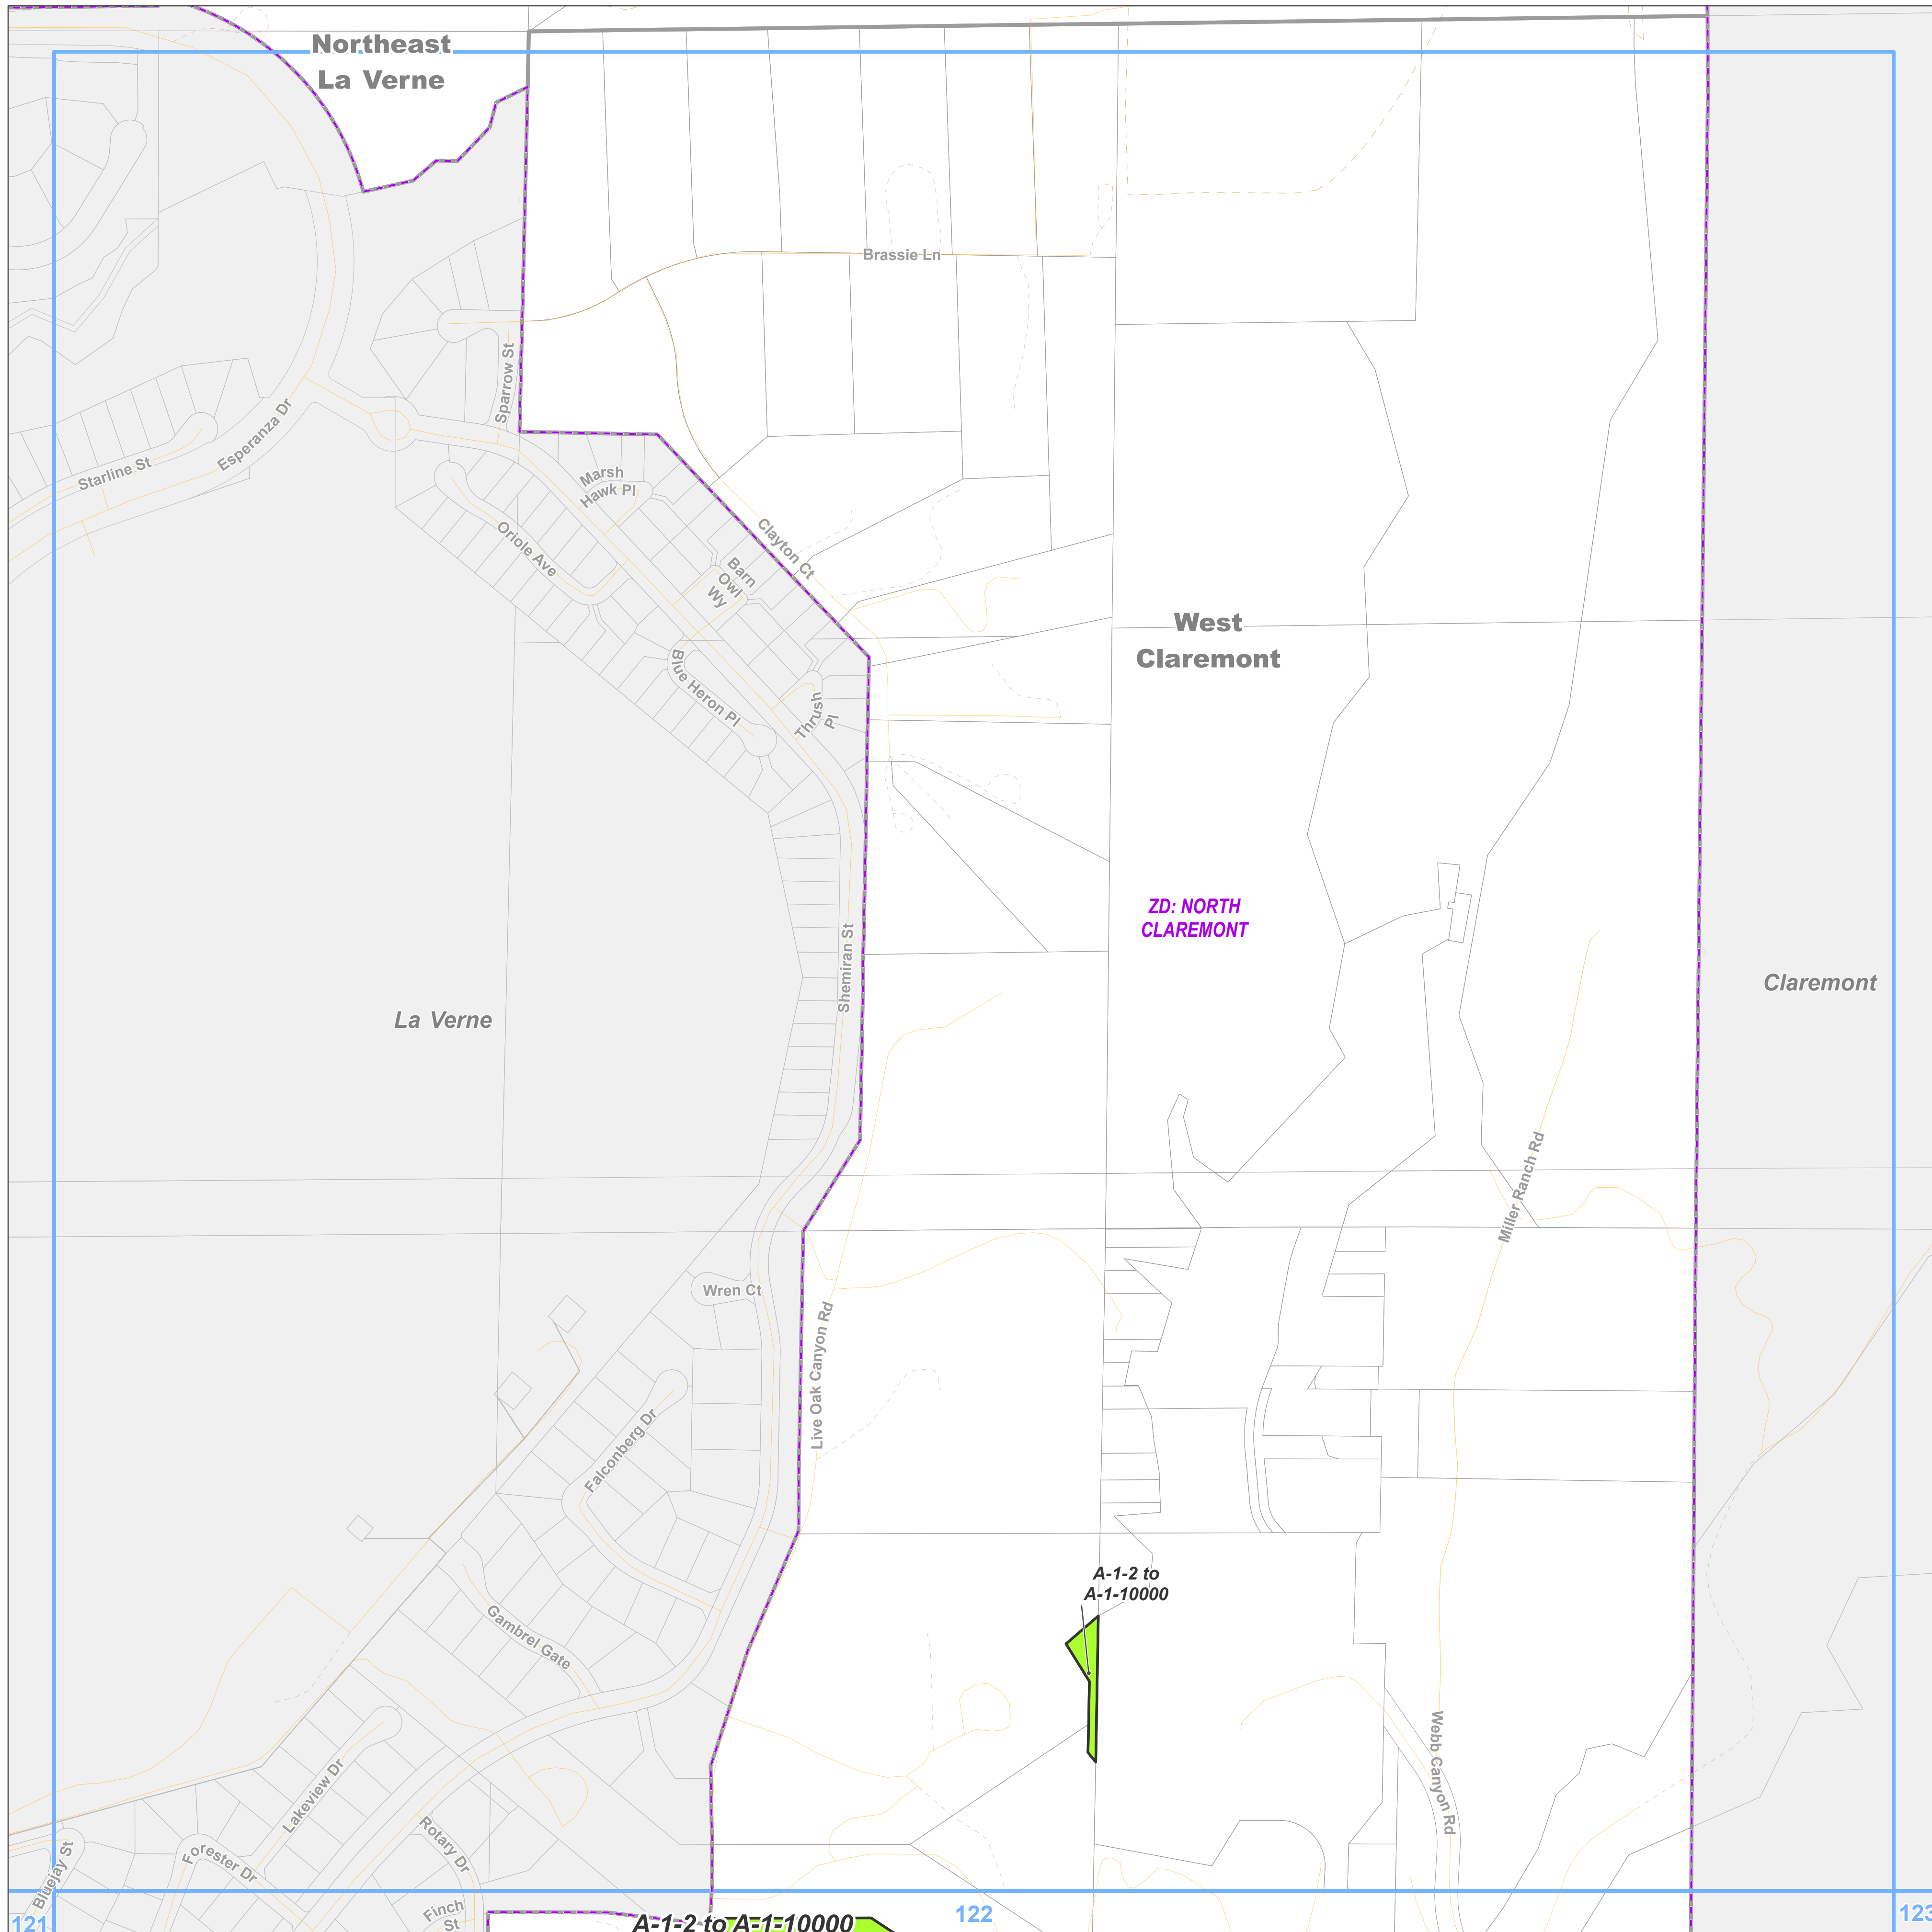 Northeast
La Verne
Brassie Ln
Sparrow St
Esperanza Dr
Starline St
Marsh
Hawk Pl
Oriole Ave
Clayton Ct
Barn
Owl
Wy
West
Claremont
Blue Heron Pl
Thrush
Pl
ZD: NORTH
CLAREMONT
Shemiran St
Claremont
La Verne
Miller Ranch Rd
Wren Ct
Live Oak Canyon Rd
Falconberg Dr
A-1-2 to
A-1-10000
Gambrel Gate
Webb Canyon Rd
Lakeview Dr
Rotary Dr
Forester Dr
Bluejay St
Finch
St
121
122
123
A-1-2 to A-1-10000